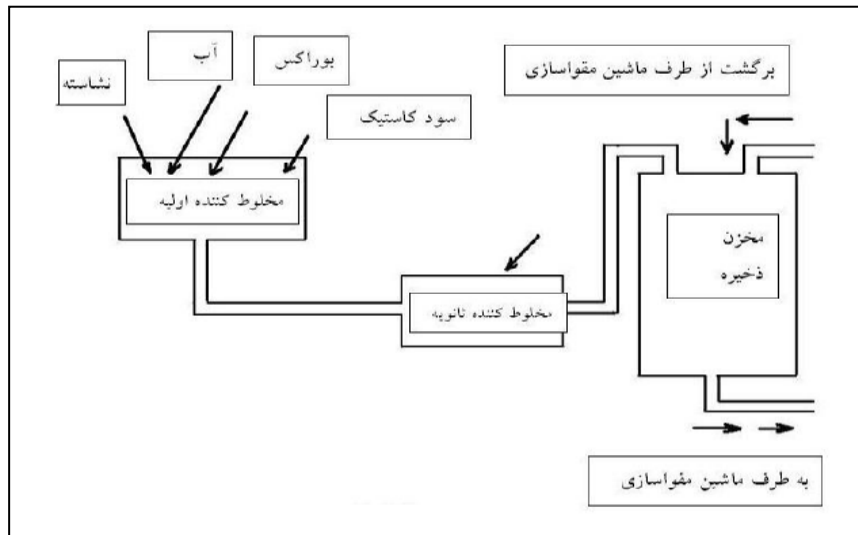 نشاسته
آب
بوراکس
سود کاستیک
برگشت از طرف ماشین مقواسازی
مخلوط کننده اولیه
مخلوط کننده ثانویه
مخزن
ذخیره
به طرف ماشین مقواسازی